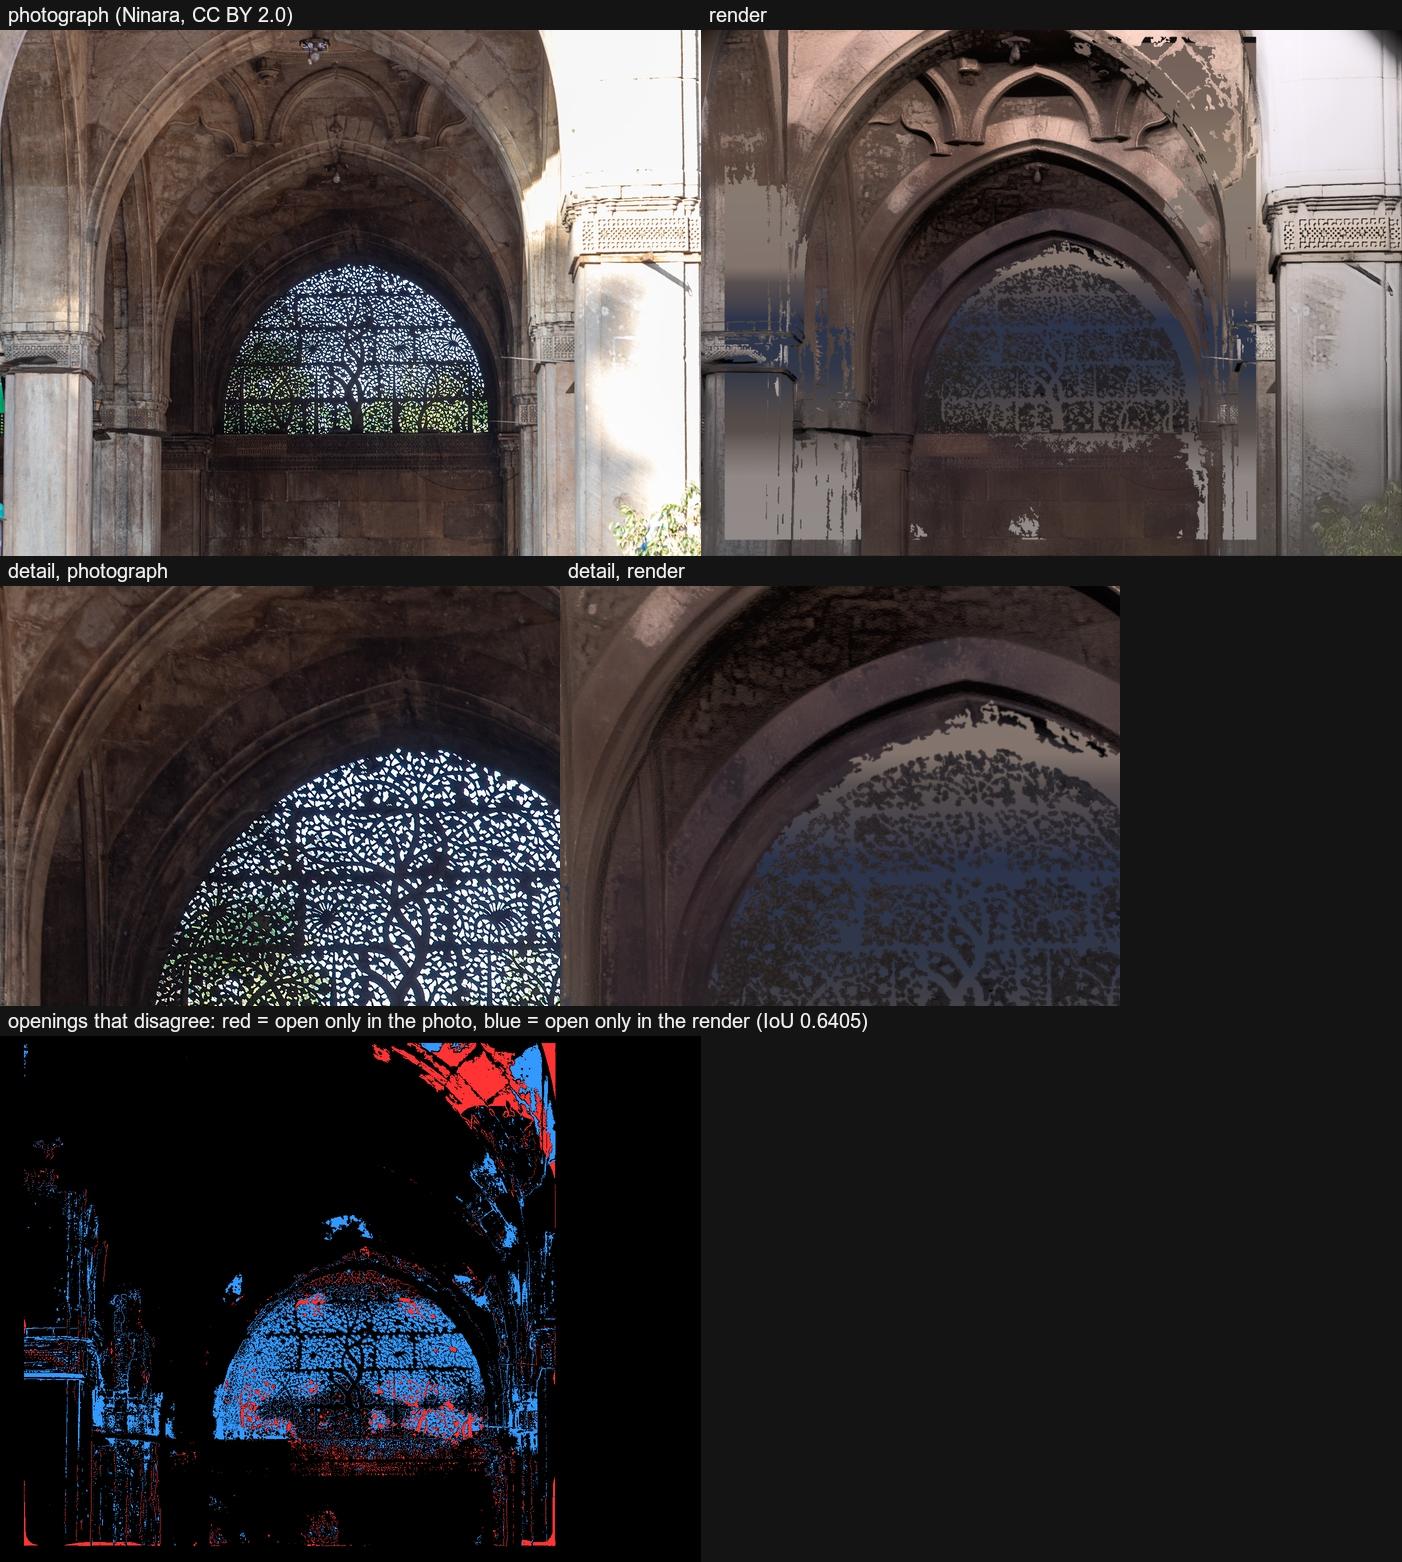 photograph (Ninara, CC BY 2.0)
render
detail, photograph
detail, render
openings that disagree: red = open only in the photo, blue = open only in the render (IoU 0.6405)